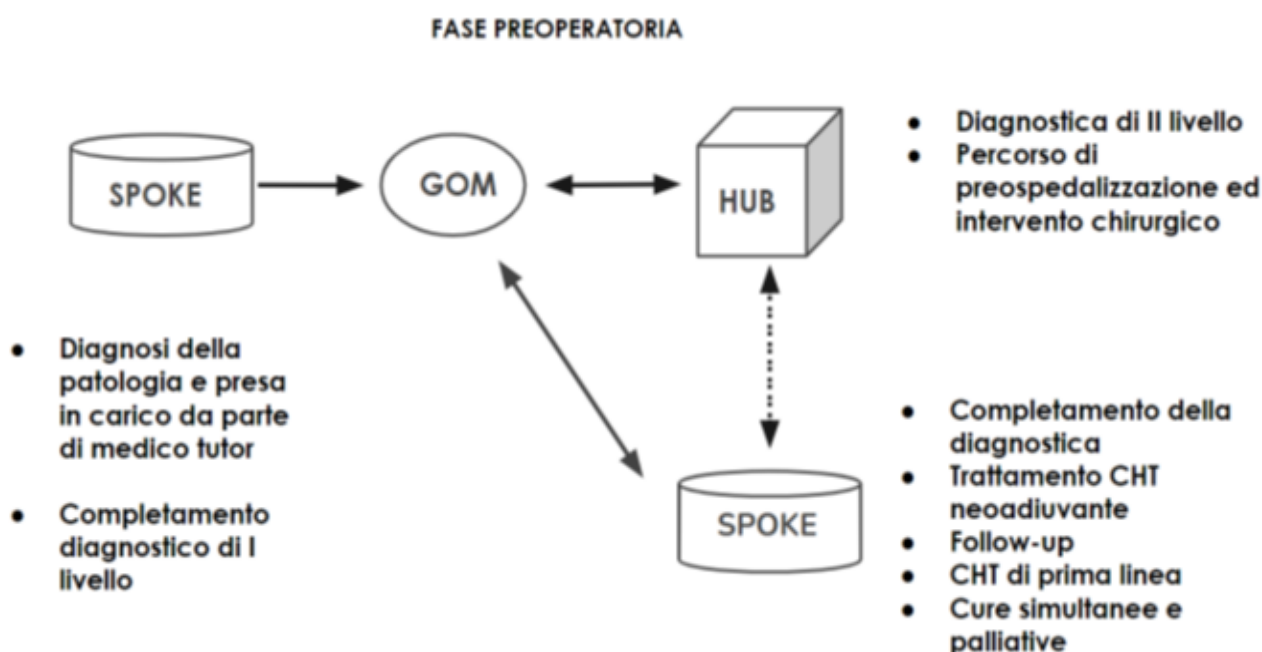 FASE PREOPERATORIA
SPOKE
GOM
HUB
● Diagnostica di II livello
● Percorso di
preospedalizzazione ed
intervento chirurgico
● Diagnosi della
patologia e presa
in carico da parte
di medico tutor
● Completamento
diagnostico di I
livello
SPOKE
● Completamento della
diagnostica
● Trattamento CHT
neoadiuvante
● Follow-up
● CHT di prima linea
● Cure simultanee e
palliative